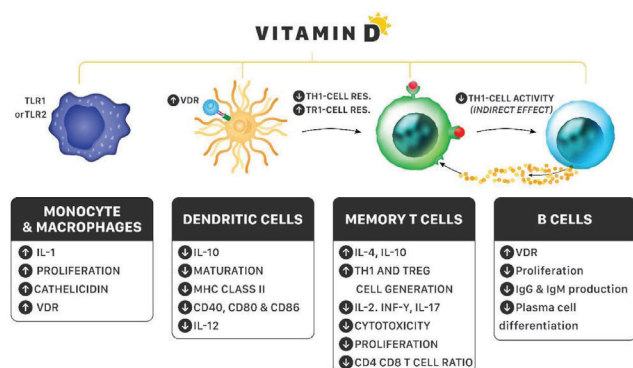 VITAMIN D
TLR1
orTLR2
↑ VDR
↓ TH1-CELL RES.
↑ TR1-CELL RES.
↓ TH1-CELL ACTIVITY
(INDIRECT EFFECT)
MONOCYTE
& MACROPHAGES
↑ IL-1
↑ PROLIFERATION
↑ CATHELICIDIN
↑ VDR
DENDRITIC CELLS
↓ IL-10
↓ MATURATION
↓ MHC CLASS II
↓ CD40, CD80 & CD86
↓ IL-12
MEMORY T CELLS
↑ IL-4, IL-10
↑ TH1 AND TREG
CELL GENERATION
↓ IL-2. INF-Y, IL-17
↓ CYTOTOXICITY
↓ PROLIFERATION
↓ CD4 CD8 T CELL RATIO
B CELLS
↑ VDR
↓ Proliferation
↓ IgG & IgM production
↓ Plasma cell
differentiation